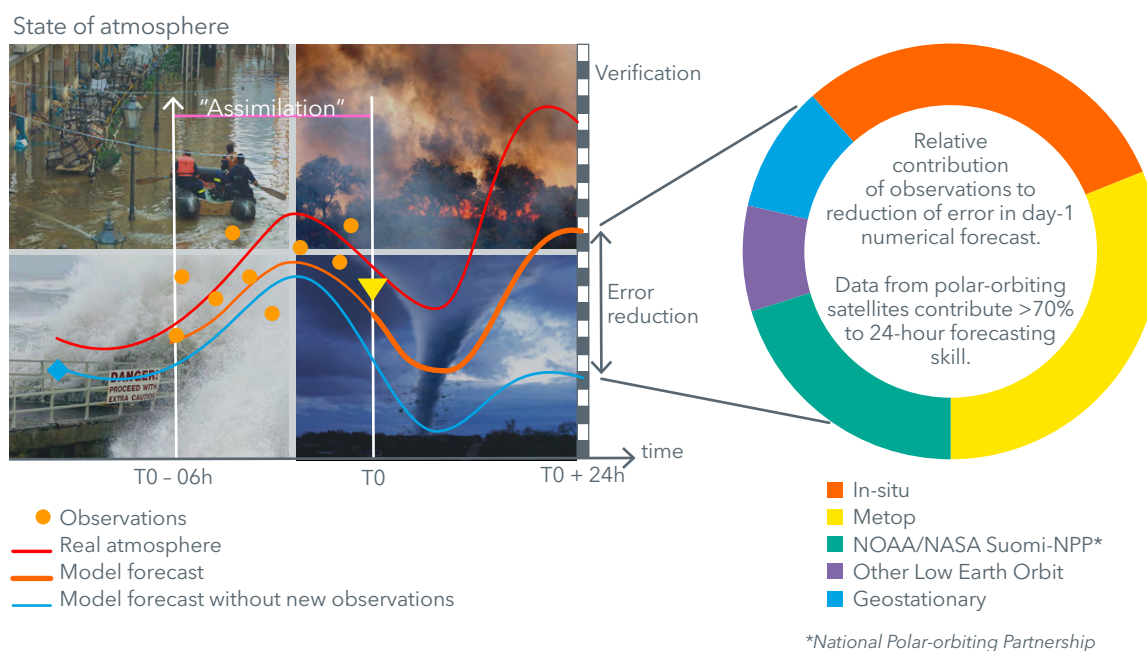 State of atmosphere
Verification
"Assimilation"
DANGER!
PROCEED WITH
EXTRA CAUTION
Error
reduction
time
T0 – 06h
T0
T0 + 24h
Observations
Real atmosphere
Model forecast
Model forecast without new observations
Relative
contribution
of observations to
reduction of error in day-1
numerical forecast.
Data from polar-orbiting
satellites contribute >70%
to 24-hour forecasting
skill.
In-situ
Metop
NOAA/NASA Suomi-NPP*
Other Low Earth Orbit
Geostationary
*National Polar-orbiting Partnership